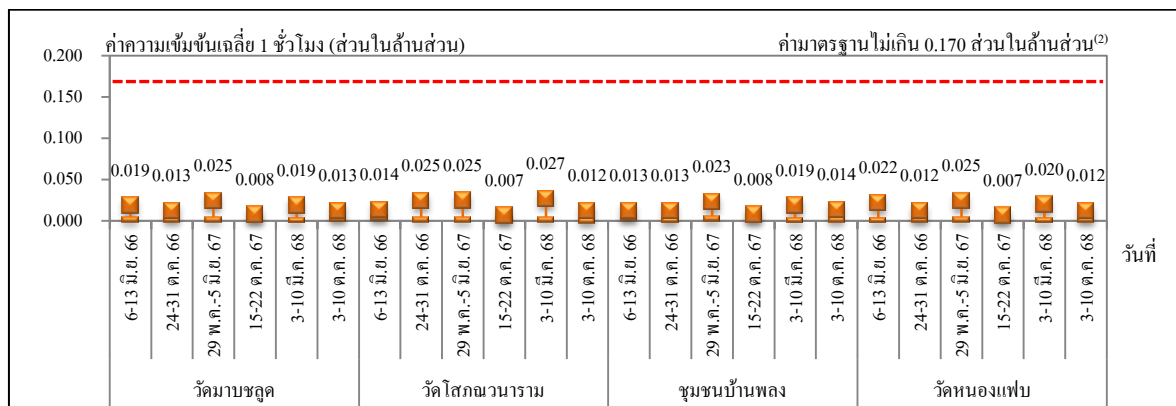 ค่าความเข้มข้นเฉลี่ย 1 ชั่วโมง (ส่วนในล้านส่วน) ค่ามาตรฐานไม่เกิน 0.170 ส่วนในล้านส่วน(2)
0.200
0.150
0.100
0.050
0.000
0.019 0.013 0.025 0.008 0.019 0.013 0.014 0.025 0.025 0.007 0.027 0.012 0.013 0.013 0.023 0.008 0.019 0.014 0.022 0.012 0.025 0.007 0.020 0.012
6-13 มิ.ย. 66
24-31 ต.ค. 66
29 พ.ค.-5 มิ.ย. 67
15-22 ต.ค. 67
3-10 มี.ค. 68
3-10 ต.ค. 68
6-13 มิ.ย. 66
24-31 ต.ค. 66
29 พ.ค.-5 มิ.ย. 67
15-22 ต.ค. 67
3-10 มี.ค. 68
3-10 ต.ค. 68
6-13 มิ.ย. 66
24-31 ต.ค. 66
29 พ.ค.-5 มิ.ย. 67
15-22 ต.ค. 67
3-10 มี.ค. 68
3-10 ต.ค. 68
6-13 มิ.ย. 66
24-31 ต.ค. 66
29 พ.ค.-5 มิ.ย. 67
15-22 ต.ค. 67
3-10 มี.ค. 68
3-10 ต.ค. 68
วันที่
วัดมาบชลูด วัดโสภณวนาราม ชุมชนบ้านพลง วัดหนองแฟบ